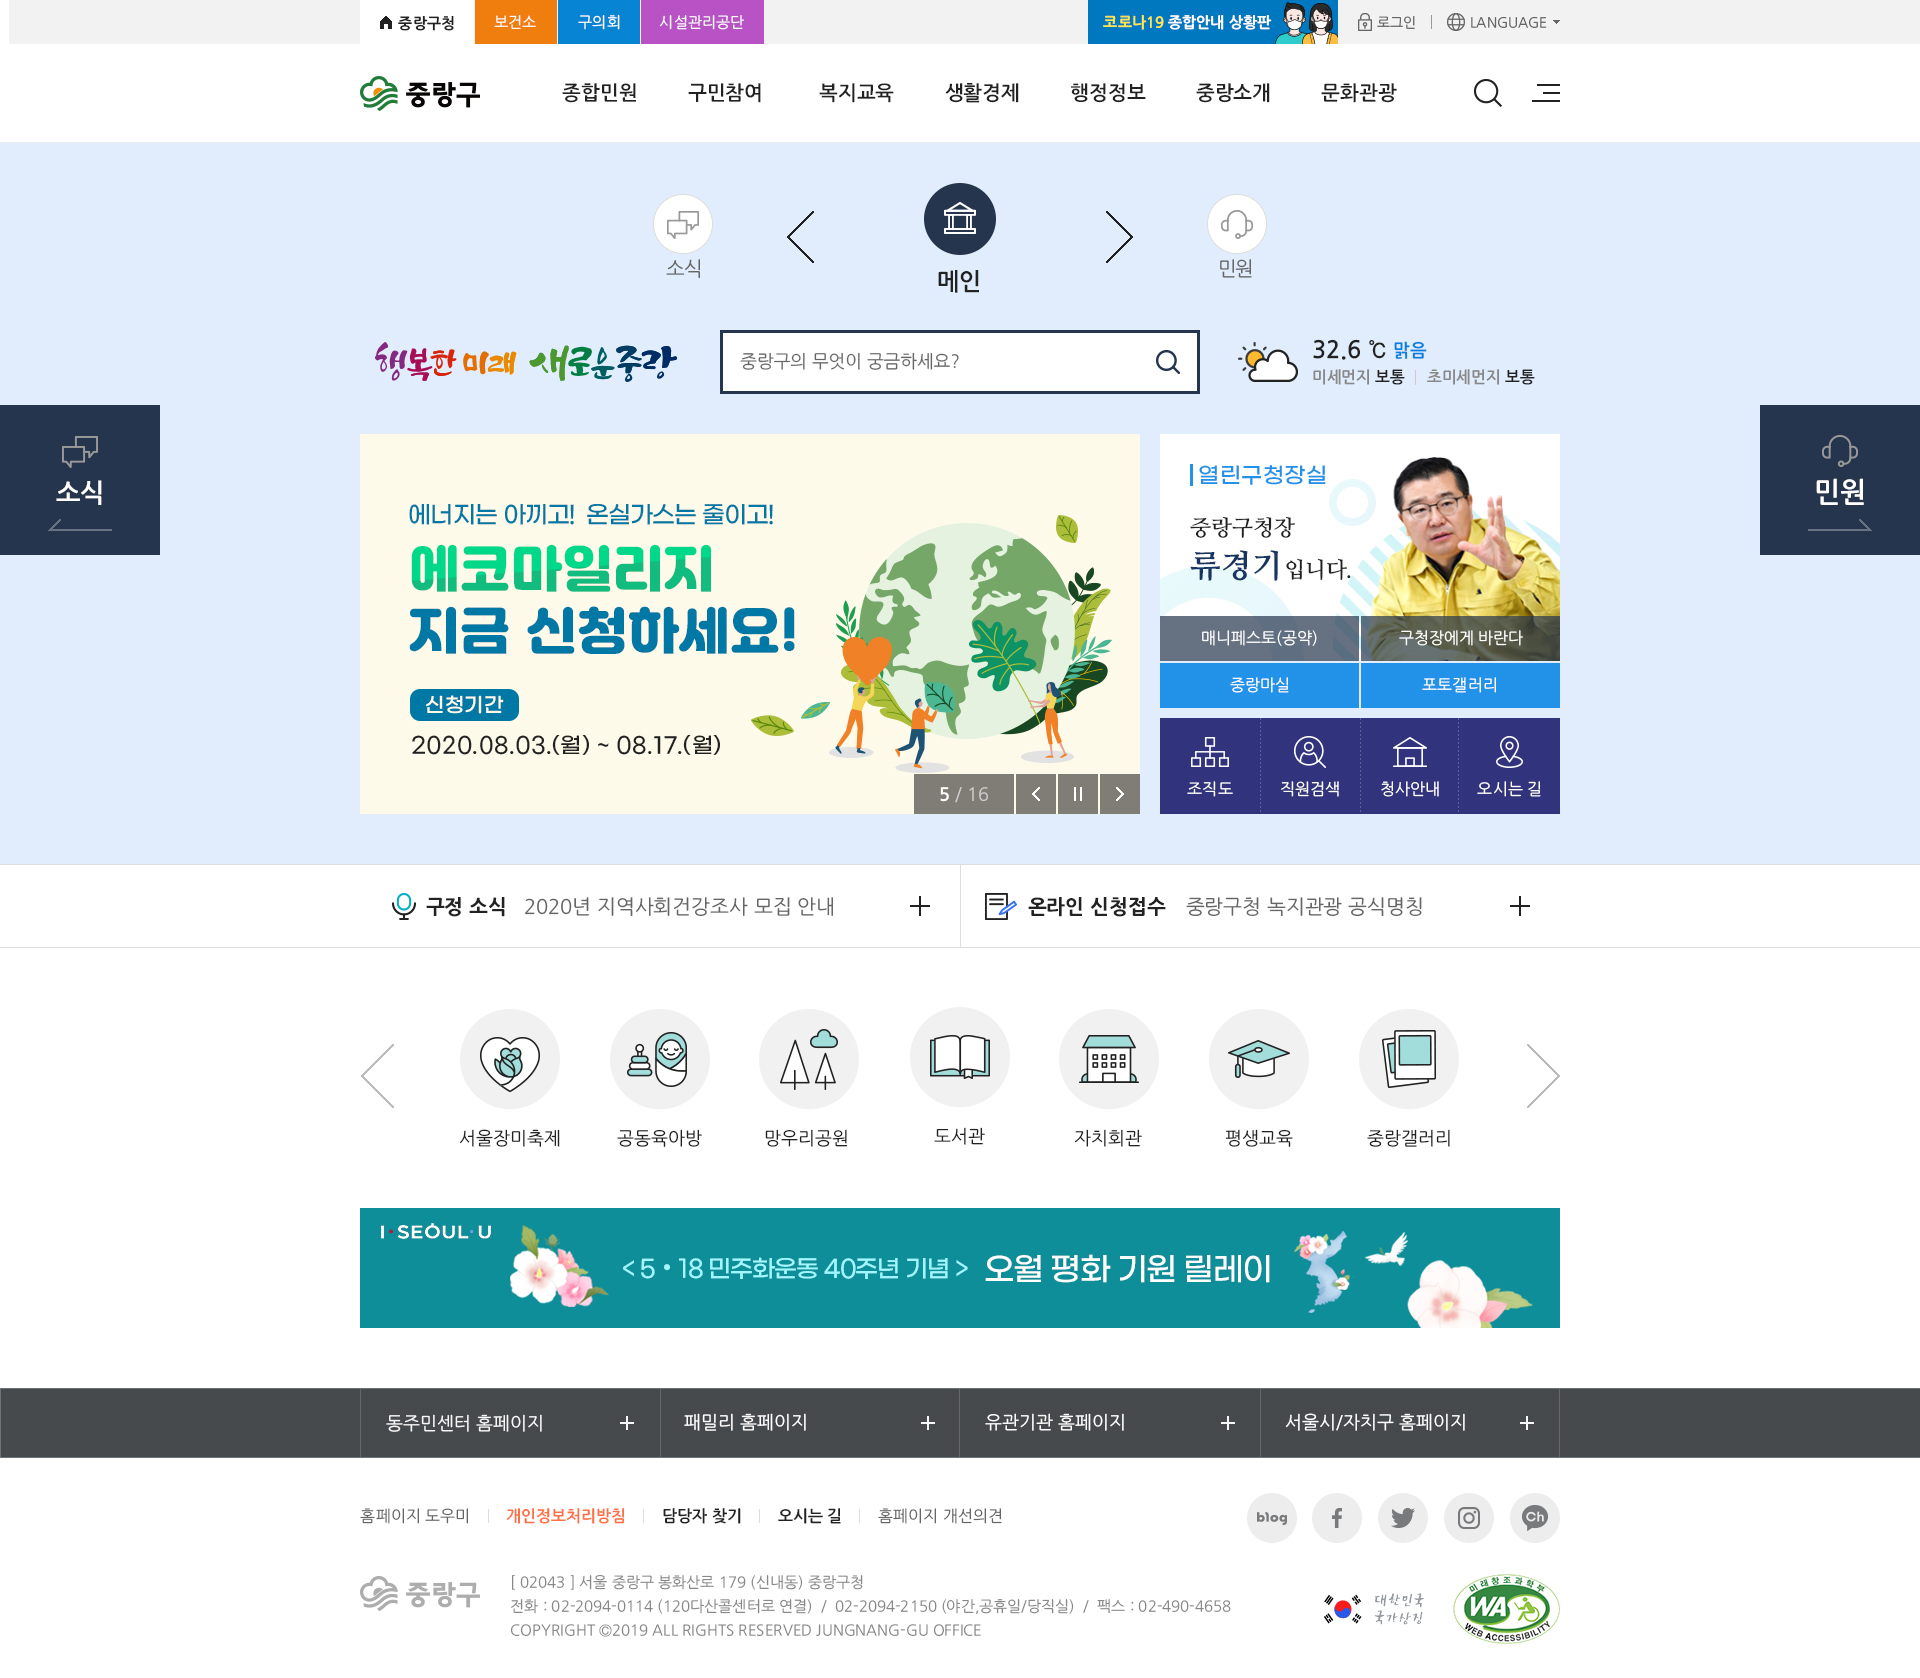 중랑구청 보건소 구의회 시설관리공단 코로나19 종합안내 상황판 로그인 LANGUAGE
중랑구 종합민원 구민참여 복지교육 생활경제 행정정보 중랑소개 문화관광
소식 메인 민원
행복한 미래 새로운 중랑
중랑구의 무엇이 궁금하세요?
32.6 ℃ 맑음
미세먼지 보통 초미세먼지 보통
소식
민원
에너지는 아끼고! 온실가스는 줄이고!
에코마일리지
지금 신청하세요!
신청기간
2020.08.03.(월) ~ 08.17.(월)
5 / 16
열린구청장실
중랑구청장
류경기 입니다.
매니페스토(공약) 구청장에게 바란다
중랑마실 포토갤러리
조직도 직원검색 청사안내 오시는 길
구정 소식 2020년 지역사회건강조사 모집 안내
온라인 신청접수 중랑구청 녹지관광 공식명칭
서울장미축제 공동육아방 망우리공원 도서관 자치회관 평생교육 중랑갤러리
I·SEOUL·U
<5·18 민주화운동 40주년 기념> 오월 평화 기원 릴레이
동주민센터 홈페이지 패밀리 홈페이지 유관기관 홈페이지 서울시/자치구 홈페이지
홈페이지 도우미 개인정보처리방침 담당자 찾기 오시는 길 홈페이지 개선의견
blog f Ch
중랑구
[ 02043 ] 서울 중랑구 봉화산로 179 (신내동) 중랑구청
전화 : 02-2094-0114 (120다산콜센터로 연결) / 02-2094-2150 (야간,공휴일/당직실) / 팩스 : 02-490-4658
COPYRIGHT ©2019 ALL RIGHTS RESERVED JUNGNANG-GU OFFICE
대한민국
국가상징
미래창조과학부
WA
WEB ACCESSIBILITY